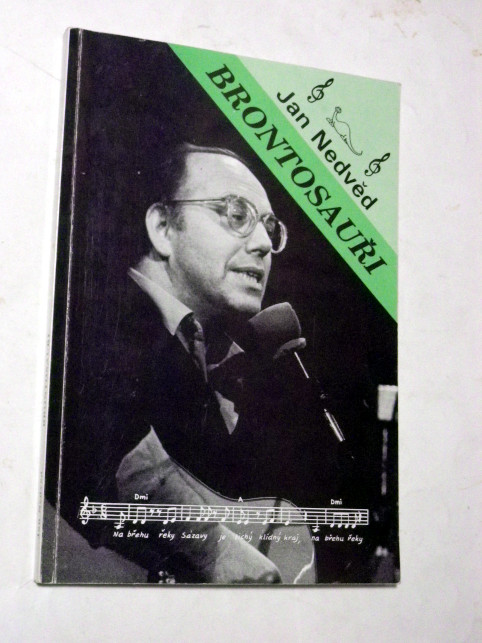 Jan Nedvěd
BRONTOSAUŘI
Dmi A Dmi
Na břehu řeky Sázavy je tichý klidný kraj, na břehu řeky